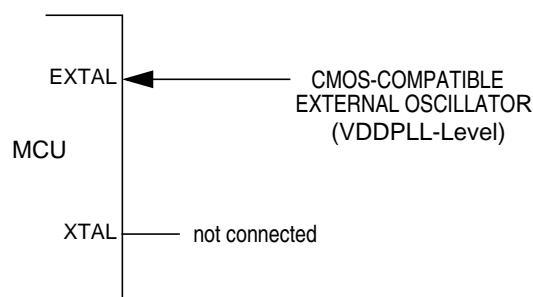 EXTAL
CMOS-COMPATIBLE
EXTERNAL OSCILLATOR
(VDDPLL-Level)
MCU
XTAL
not connected